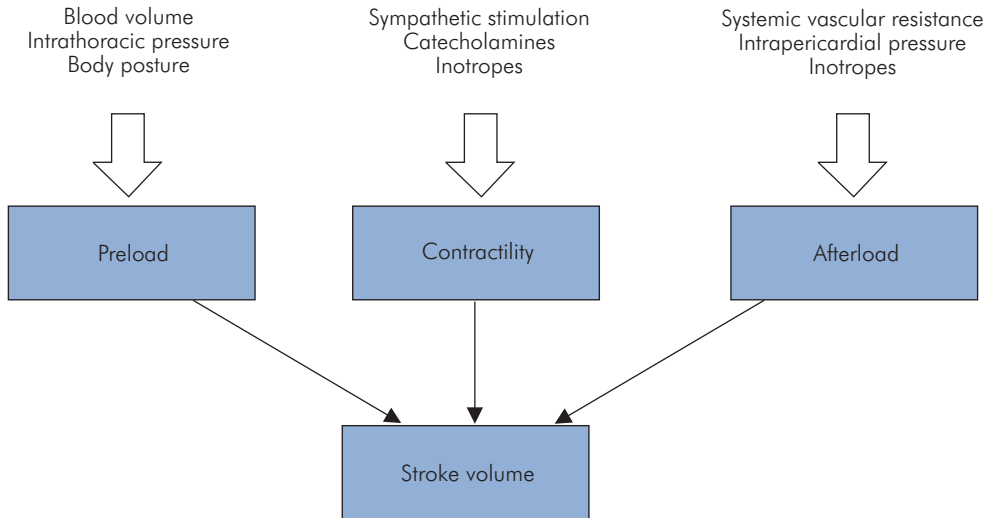 Blood volume
Intrathoracic pressure
Body posture
Sympathetic stimulation
Catecholamines
Inotropes
Systemic vascular resistance
Intrapericardial pressure
Inotropes
Preload
Contractility
Afterload
Stroke volume